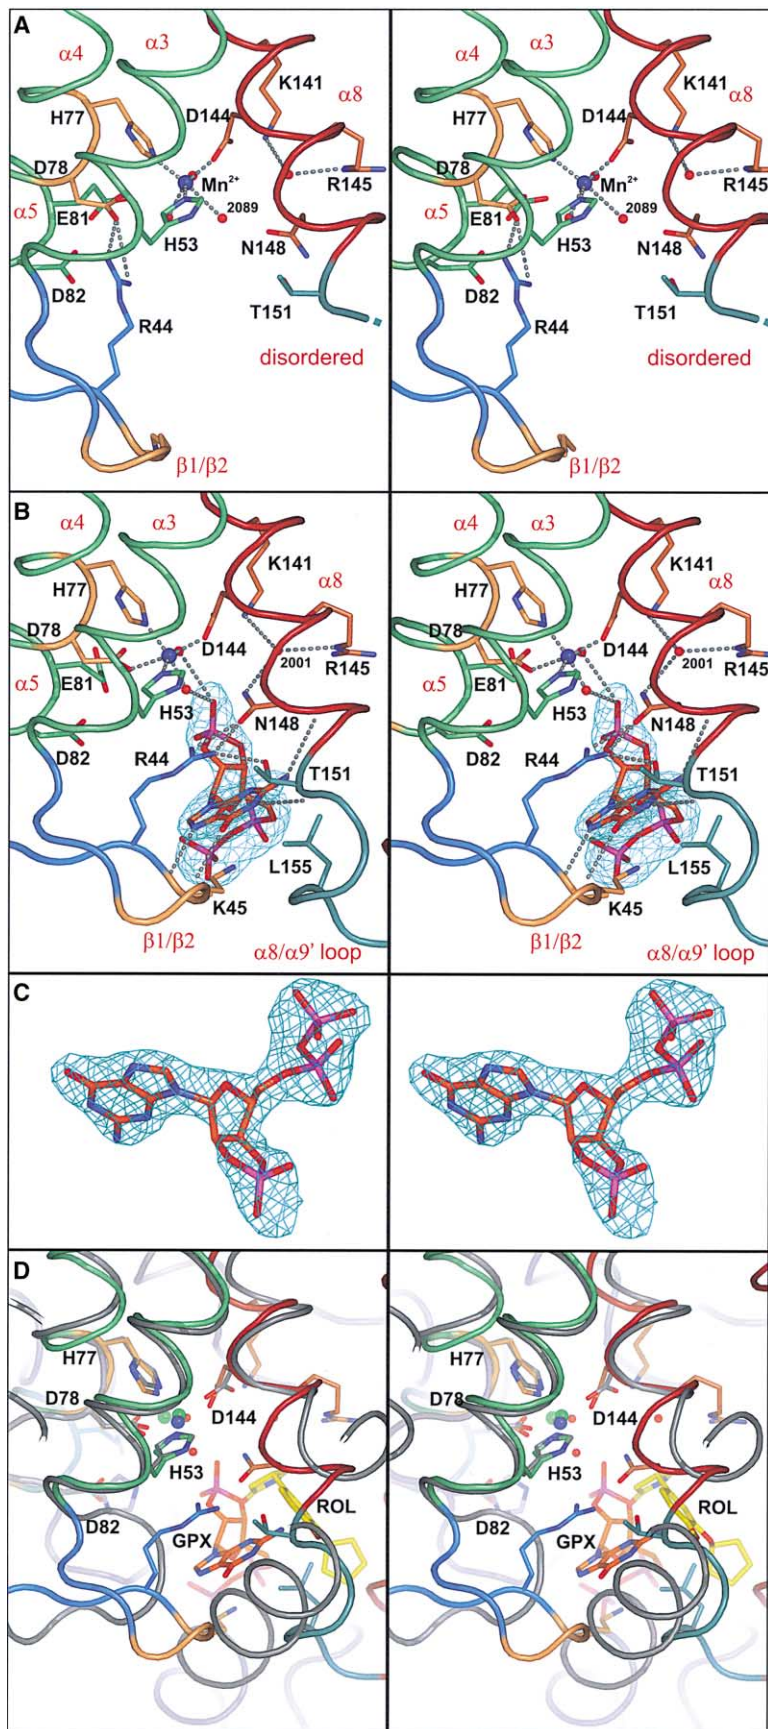 A
α4
α3
K141
α8
H77
D144
D78
Mn²⁺
R145
α5
E81
2089
H53
N148
D82
T151
R44
disordered
β1/β2
α4
α3
K141
α8
H77
D144
D78
Mn²⁺
R145
α5
E81
2089
H53
N148
D82
T151
R44
disordered
β1/β2
B
α4
α3
K141
H77
α8
D78
D144
2001
R145
α5
E81
H53
N148
D82
R44
T151
L155
K45
β1/β2
α8/α9' loop
α4
α3
K141
H77
α8
D78
D144
2001
R145
α5
E81
H53
N148
D82
R44
T151
L155
K45
β1/β2
α8/α9' loop
C
D
H77
D78
D144
H53
ROL
D82
GPX
H77
D78
D144
H53
ROL
D82
GPX